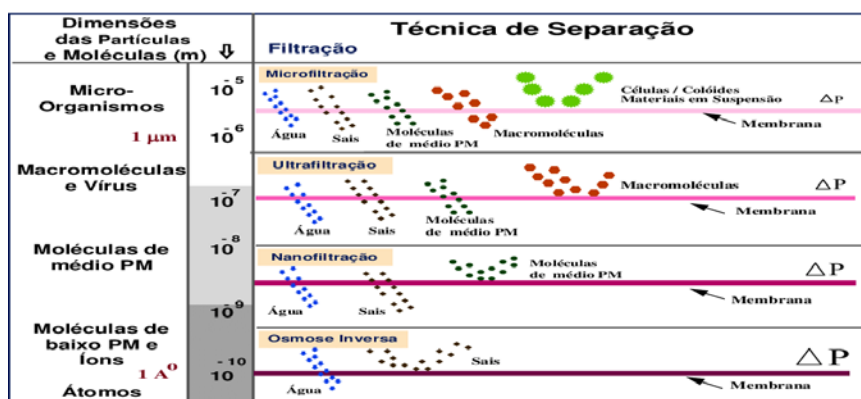 Dimensões
das Partículas
e Moléculas (m)
Técnica de Separação
Filtração
Micro-
Organismos
1 μm
10 -5
10 -6
Microfiltração
Água
Sais
Moléculas
de médio PM
Macromoléculas
Células / Colóides
Materiais em Suspensão
ΔP
Membrana
Macromoléculas
e Vírus
10 -7
Ultrafiltração
Água
Sais
Moléculas
de médio PM
Macromoléculas
ΔP
Membrana
Moléculas de
médio PM
10 -8
10 -9
Nanofiltração
Água
Sais
Moléculas
de médio PM
ΔP
Membrana
Moléculas de
baixo PM e
Íons
1 A⁰
Átomos
10 -10
Osmose Inversa
Água
Sais
ΔP
Membrana